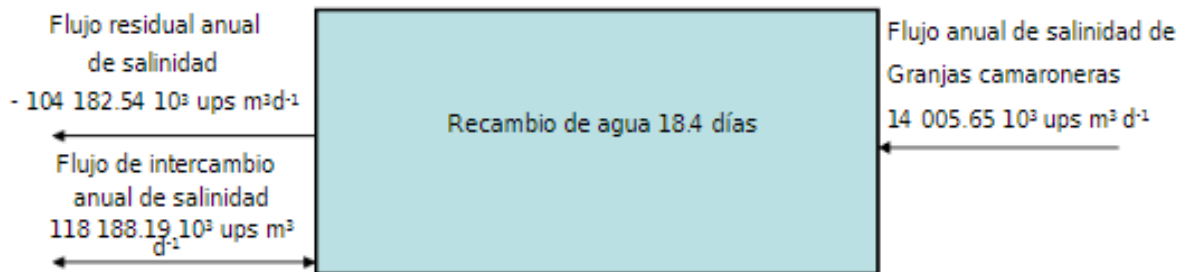 Flujo residual anual
de salinidad
- 104 182.54 10³ ups m³d⁻¹
Flujo de intercambio
anual de salinidad
118 188.19 10³ ups m³
d⁻¹
Recambio de agua 18.4 días
Flujo anual de salinidad de
Granjas camaroneras
14 005.65 10³ ups m³ d⁻¹